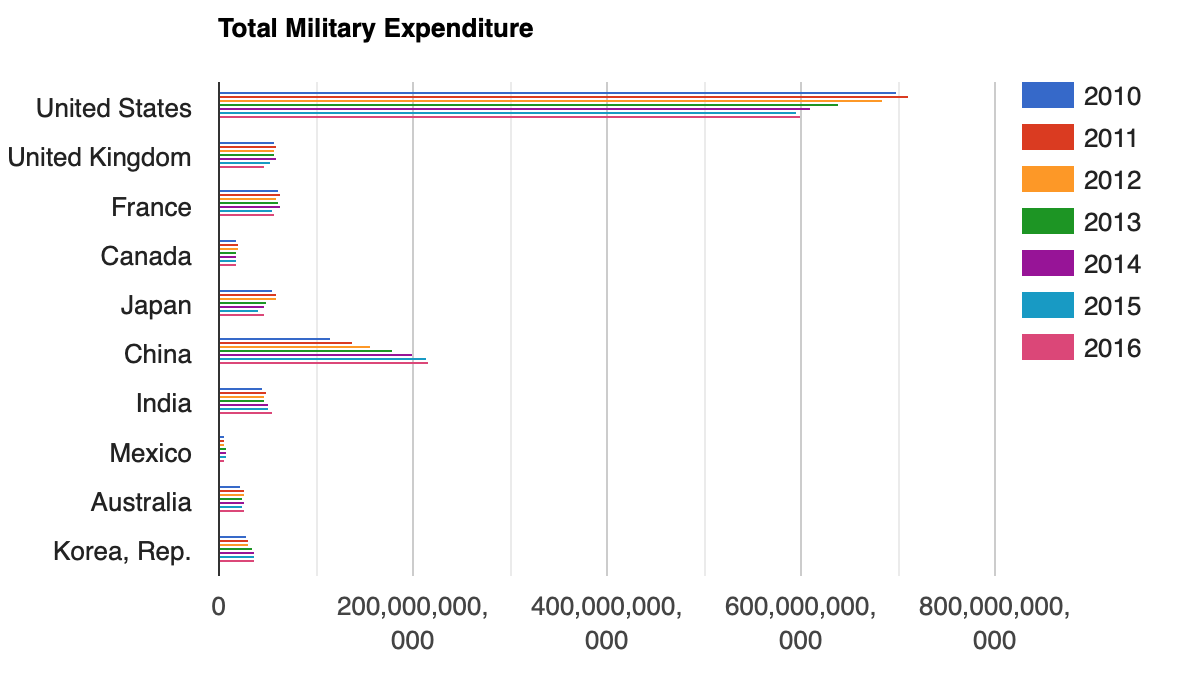 Total Military Expenditure
United States
United Kingdom
France
Canada
Japan
China
India
Mexico
Australia
Korea, Rep.
0
200,000,000,
000
400,000,000,
000
600,000,000,
000
800,000,000,
000
2010
2011
2012
2013
2014
2015
2016